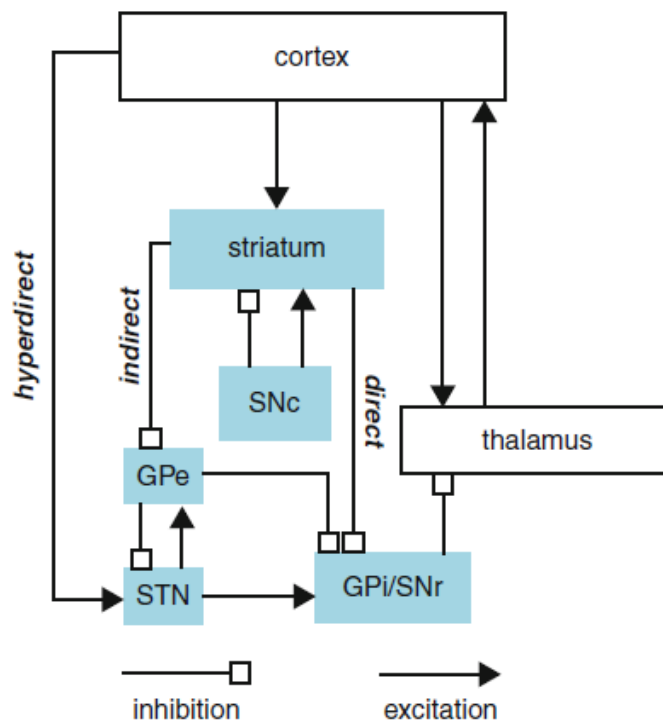 cortex
striatum
hyperdirect
indirect
direct
SNc
thalamus
GPe
STN
GPi/SNr
inhibition
excitation